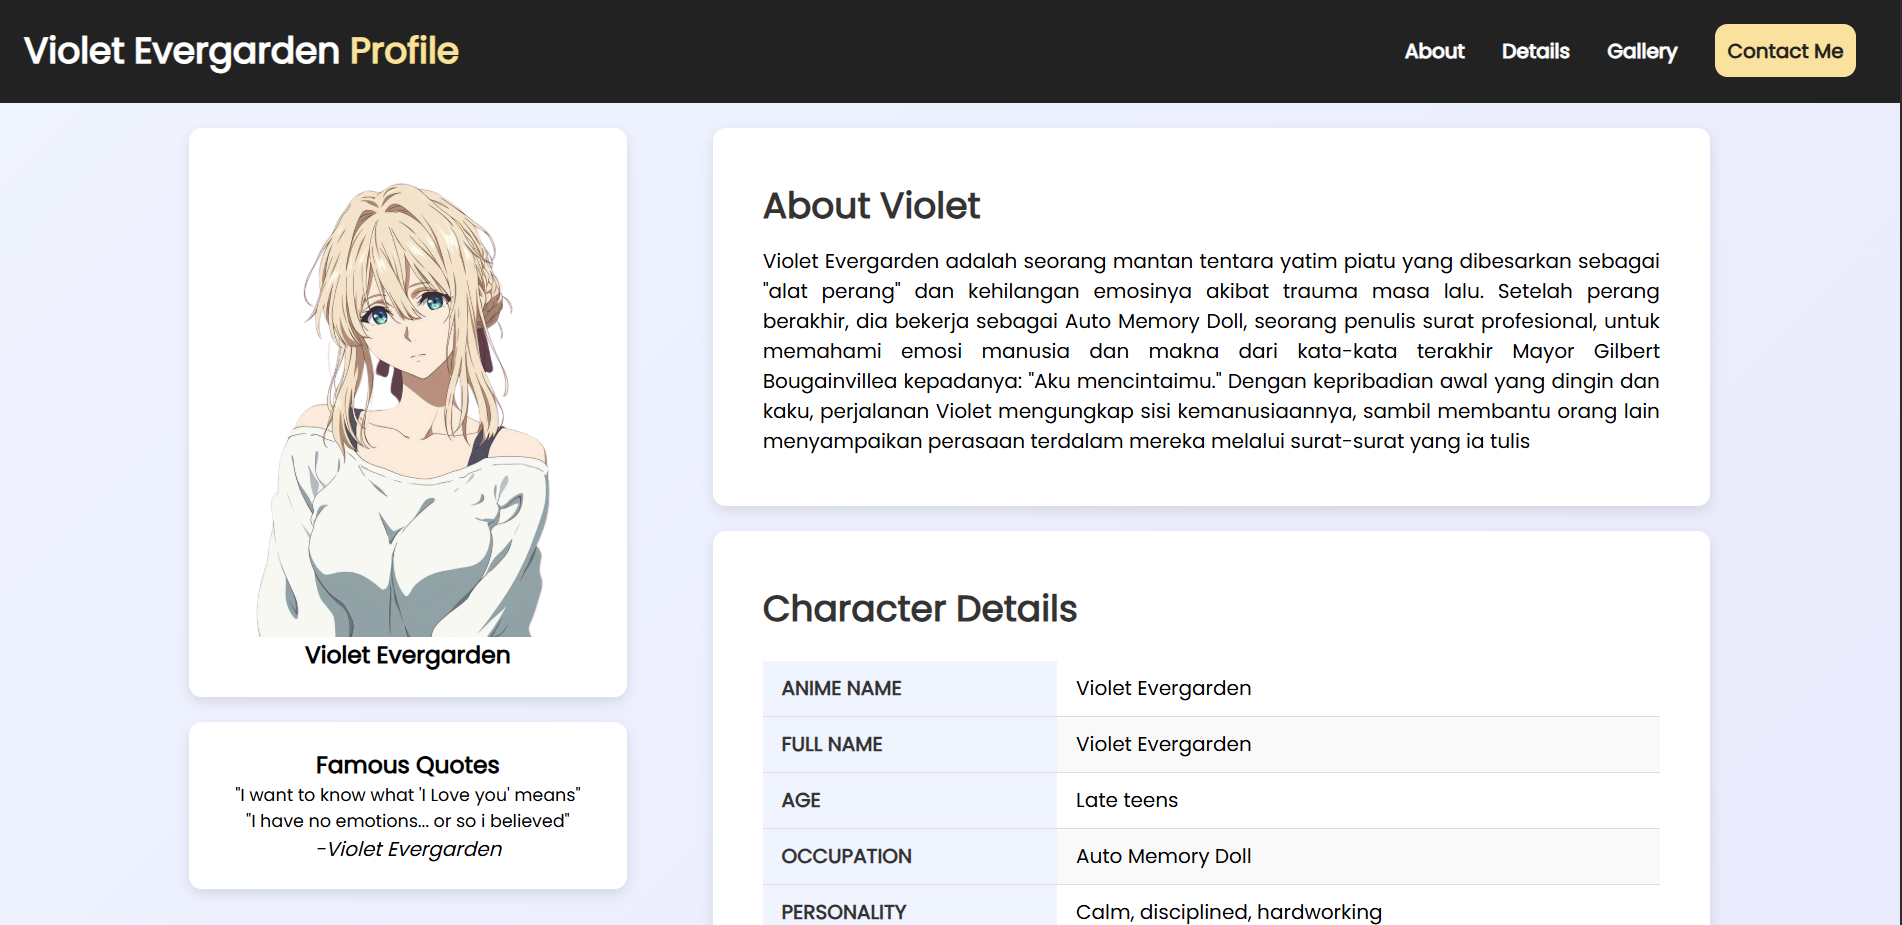 Violet Evergarden Profile
About
Details
Gallery
Contact Me
Violet Evergarden
Famous Quotes
"I want to know what 'I Love you' means"
"I have no emotions... or so i believed"
-Violet Evergarden
About Violet
Violet Evergarden adalah seorang mantan tentara yatim piatu yang dibesarkan sebagai
"alat perang" dan kehilangan emosinya akibat trauma masa lalu. Setelah perang
berakhir, dia bekerja sebagai Auto Memory Doll, seorang penulis surat profesional, untuk
memahami emosi manusia dan makna dari kata-kata terakhir Mayor Gilbert
Bougainvillea kepadanya: "Aku mencintaimu." Dengan kepribadian awal yang dingin dan
kaku, perjalanan Violet mengungkap sisi kemanusiaannya, sambil membantu orang lain
menyampaikan perasaan terdalam mereka melalui surat-surat yang ia tulis
Character Details
ANIME NAME Violet Evergarden
FULL NAME Violet Evergarden
AGE Late teens
OCCUPATION Auto Memory Doll
PERSONALITY Calm, disciplined, hardworking